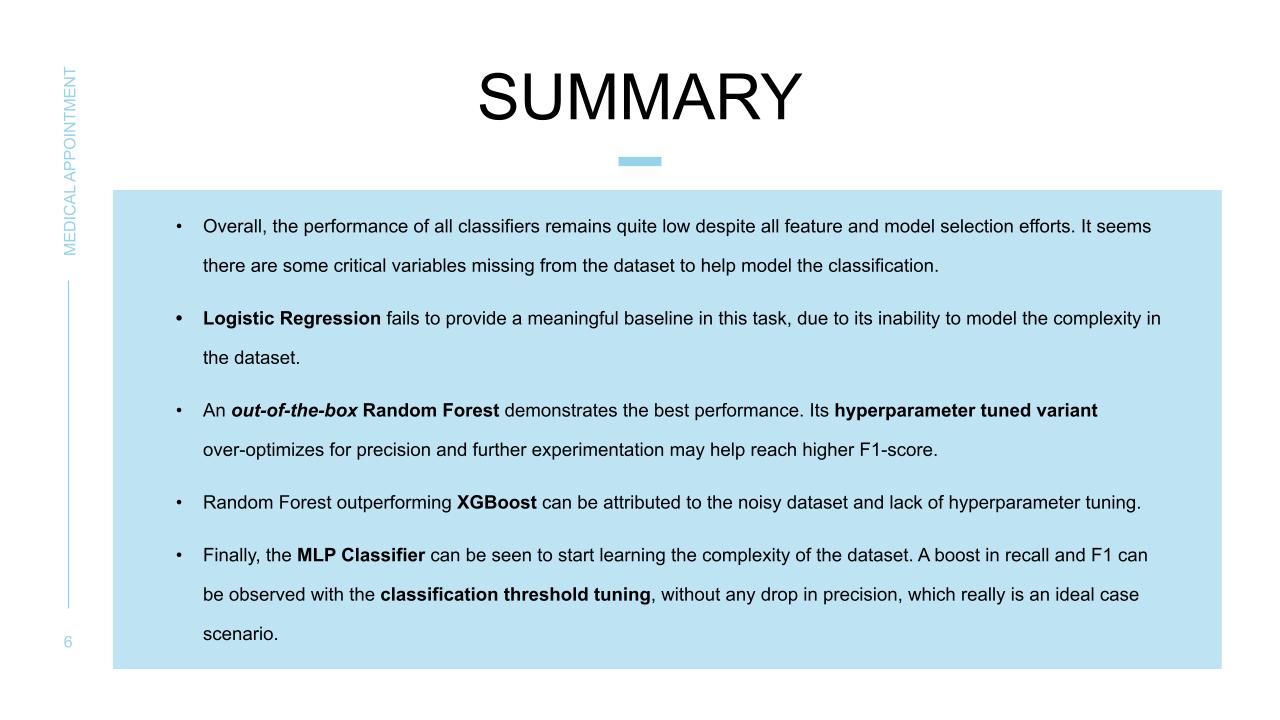 MEDICAL APPOINTMENT
SUMMARY
• Overall, the performance of all classifiers remains quite low despite all feature and model selection efforts. It seems
there are some critical variables missing from the dataset to help model the classification.
• Logistic Regression fails to provide a meaningful baseline in this task, due to its inability to model the complexity in
the dataset.
• An out-of-the-box Random Forest demonstrates the best performance. Its hyperparameter tuned variant
over-optimizes for precision and further experimentation may help reach higher F1-score.
• Random Forest outperforming XGBoost can be attributed to the noisy dataset and lack of hyperparameter tuning.
• Finally, the MLP Classifier can be seen to start learning the complexity of the dataset. A boost in recall and F1 can
be observed with the classification threshold tuning, without any drop in precision, which really is an ideal case
scenario.
6